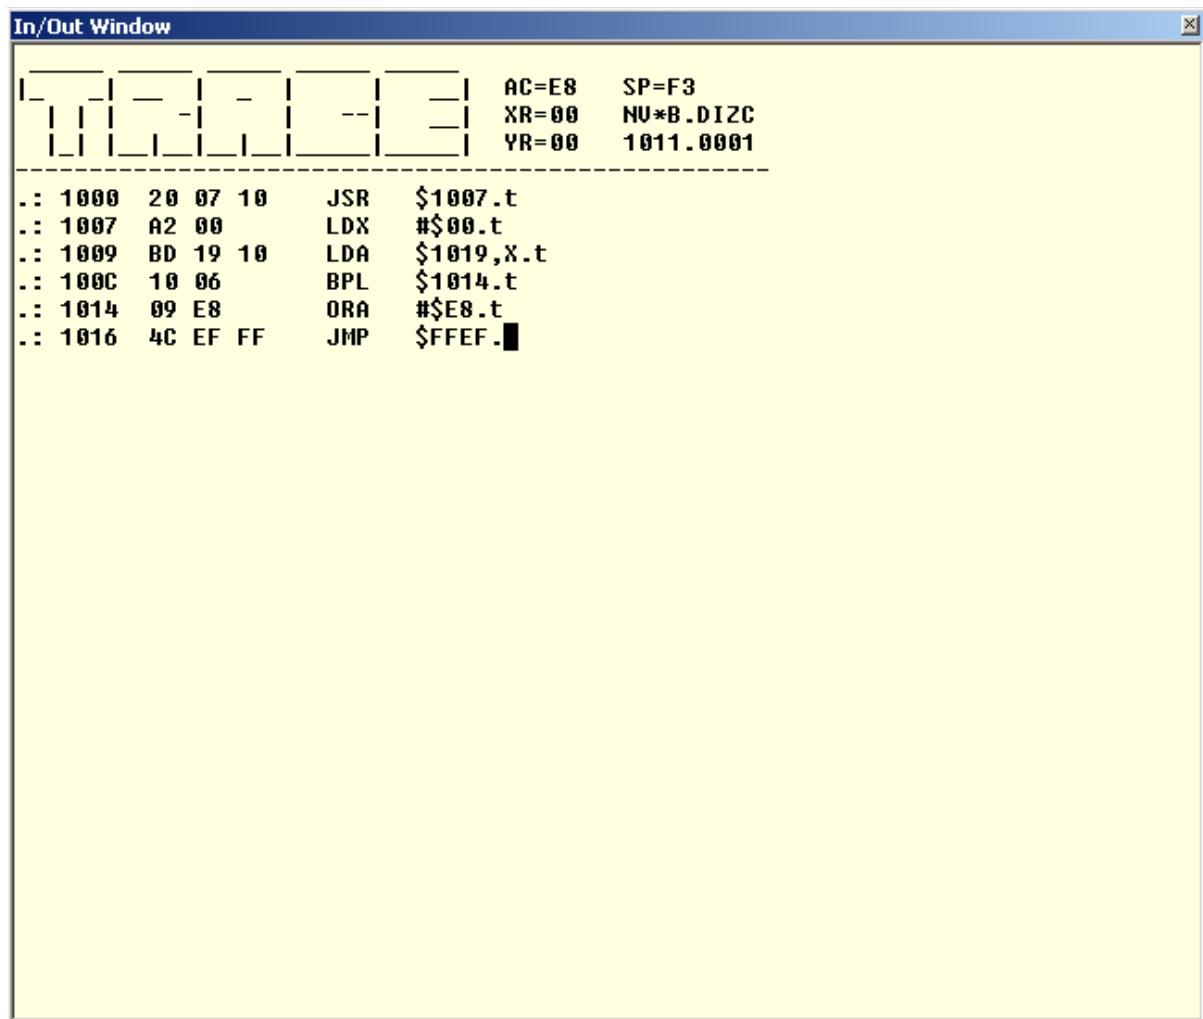 In/Out Window
TRACE
AC=E8 SP=F3
XR=00 NV*B.DIZC
YR=00 1011.0001
.: 1000 20 07 10 JSR $1007.t
.: 1007 A2 00 LDX #$00.t
.: 1009 BD 19 10 LDA $1019,X.t
.: 100C 10 06 BPL $1014.t
.: 1014 09 E8 ORA #$E8.t
.: 1016 4C EF FF JMP $FFEF.